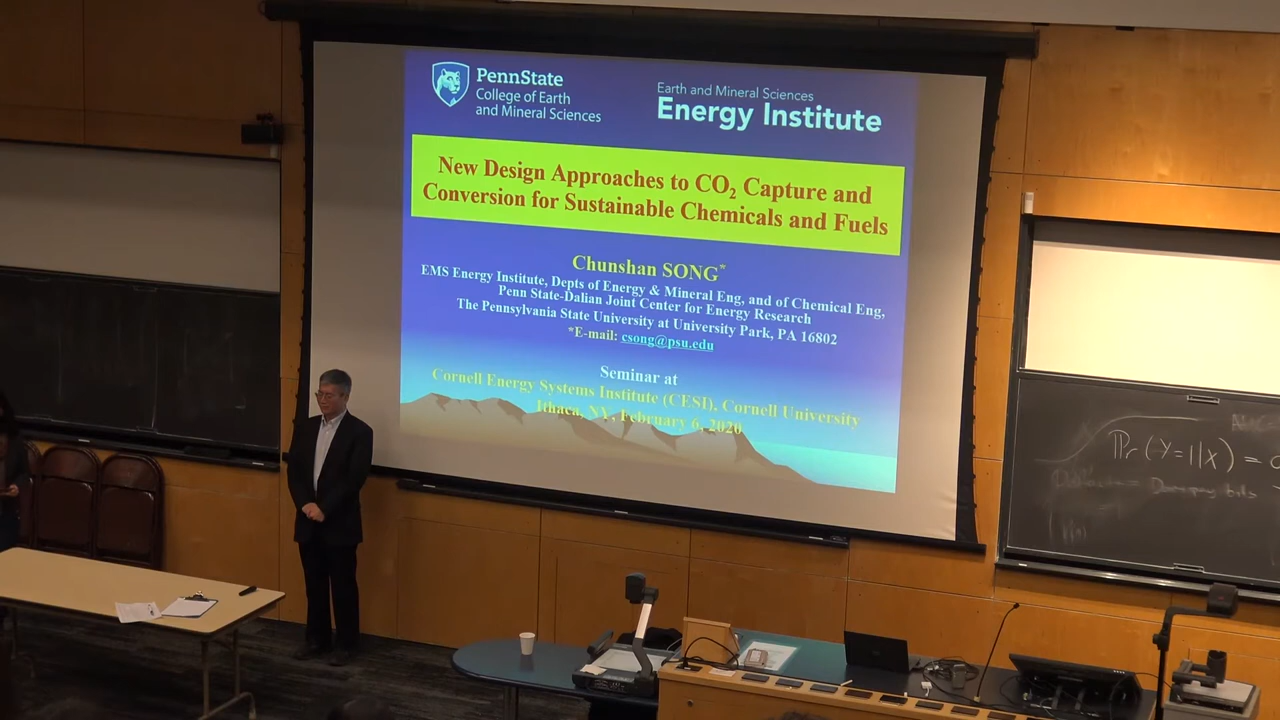 PennState
College of Earth
and Mineral Sciences
Earth and Mineral Sciences
Energy Institute
New Design Approaches to CO₂ Capture and
Conversion for Sustainable Chemicals and Fuels
Chunshan SONG*
EMS Energy Institute, Depts of Energy & Mineral Eng, and of Chemical Eng,
Penn State-Dalian Joint Center for Energy Research
The Pennsylvania State University at University Park, PA 16802
*E-mail: csong@psu.edu
Seminar at
Cornell Energy Systems Institute (CESI), Cornell University
Ithaca, NY, February 6, 2020
Pr(Y=1|X) =